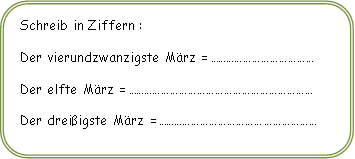 Schreib in Ziffern :
Der vierundzwanzigste März = ……………………………….
Der elfte März = …………………………………………………………
Der dreißigste März = ………………………………………………….